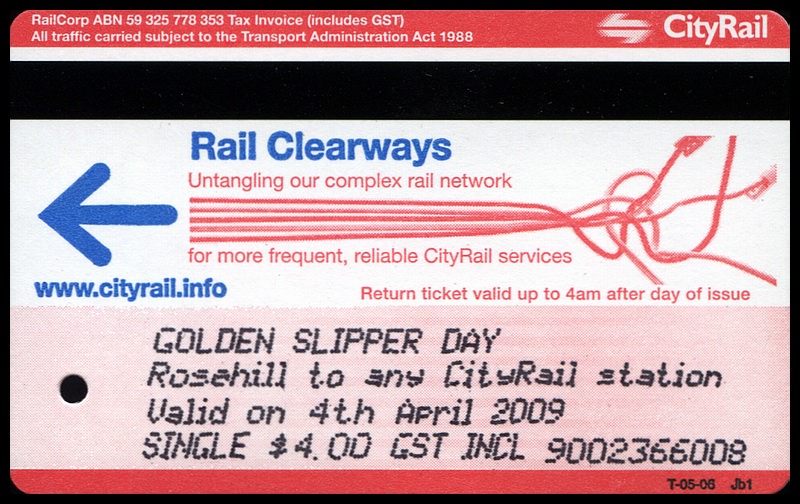 RailCorp ABN 59 325 778 353 Tax Invoice (includes GST)
All traffic carried subject to the Transport Administration Act 1988
CityRail
Rail Clearways
Untangling our complex rail network
for more frequent, reliable CityRail services
www.cityrail.info
Return ticket valid up to 4am after day of issue
GOLDEN SLIPPER DAY
Rosehill to any CityRail station
Valid on 4th April 2009
SINGLE $4.00 GST INCL 9002366008
T-05-06 Jb1